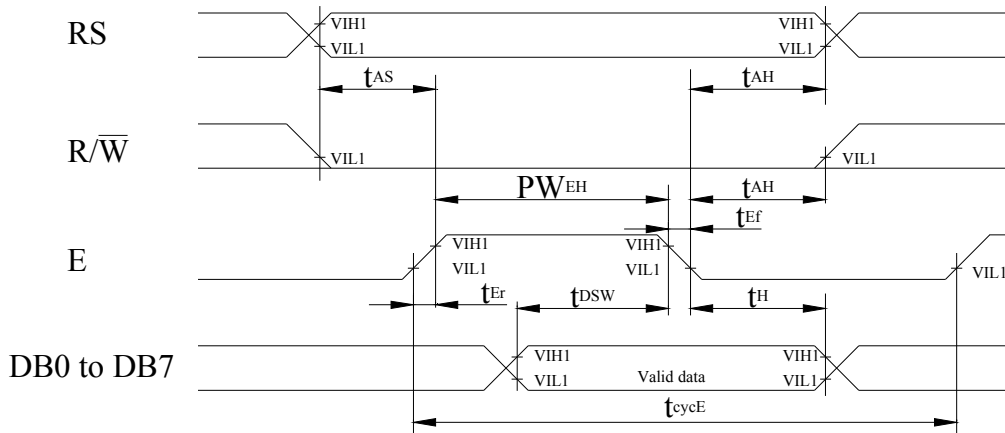 RS
VIH1
VIL1
VIH1
VIL1
tAS
tAH
R/W̅
VIL1
VIL1
PWEH
tAH
tEf
E
VIH1
VIL1
VIH1
VIL1
VIL1
tEr
tDSW
tH
DB0 to DB7
VIH1
VIL1
Valid data
VIH1
VIL1
tcycE